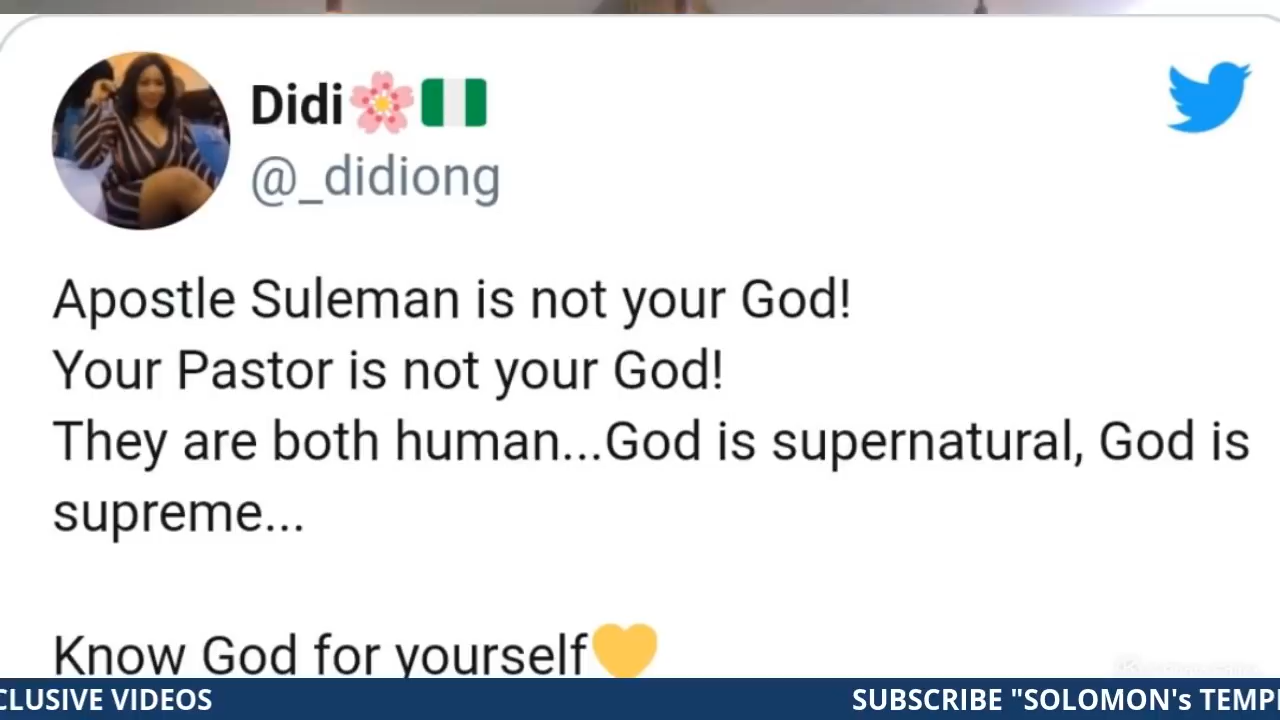 Didi🌸🇳🇬
@_didiong
Apostle Suleman is not your God!
Your Pastor is not your God!
They are both human...God is supernatural, God is
supreme...
Know God for yourself💛
CLUSIVE VIDEOS
SUBSCRIBE "SOLOMON's TEMPL